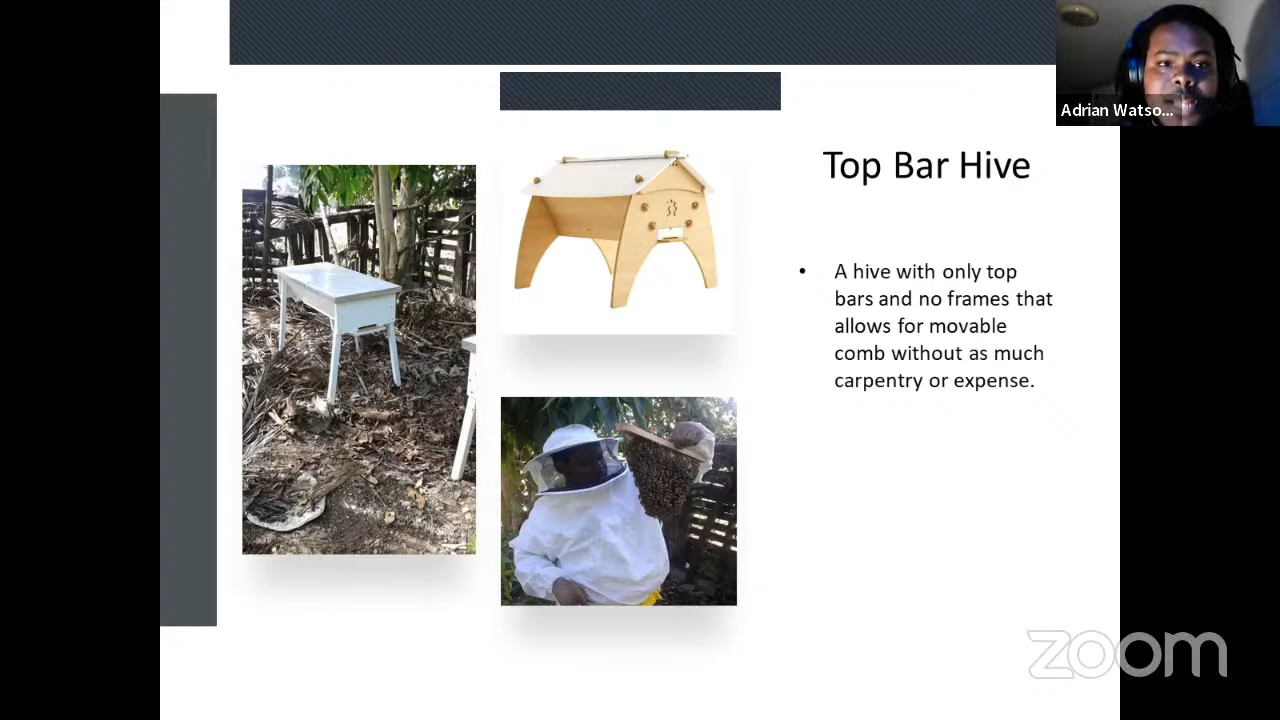 Adrian Watso...
Top Bar Hive
• A hive with only top
bars and no frames that
allows for movable
comb without as much
carpentry or expense.
zoom